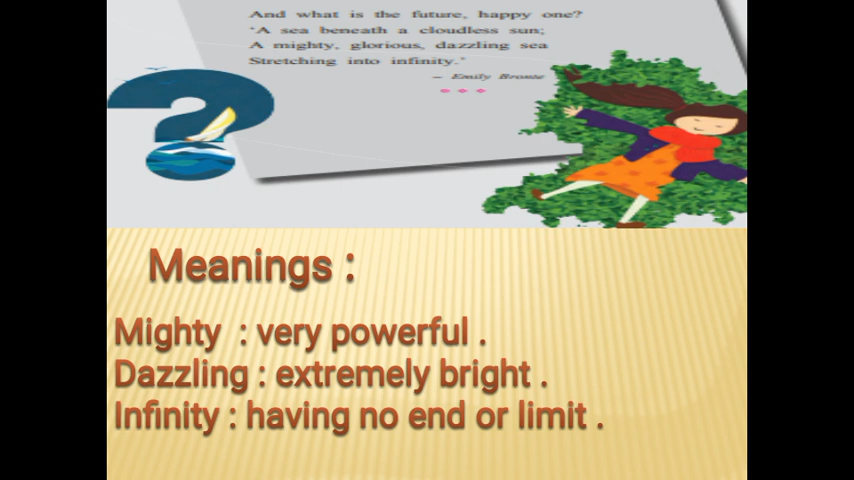 And what is the future, happy one?
'A sea beneath a cloudless sun;
A mighty, glorious, dazzling sea
Stretching into infinity.'
– Emily Bronte
Meanings :
Mighty : very powerful .
Dazzling : extremely bright .
Infinity : having no end or limit .